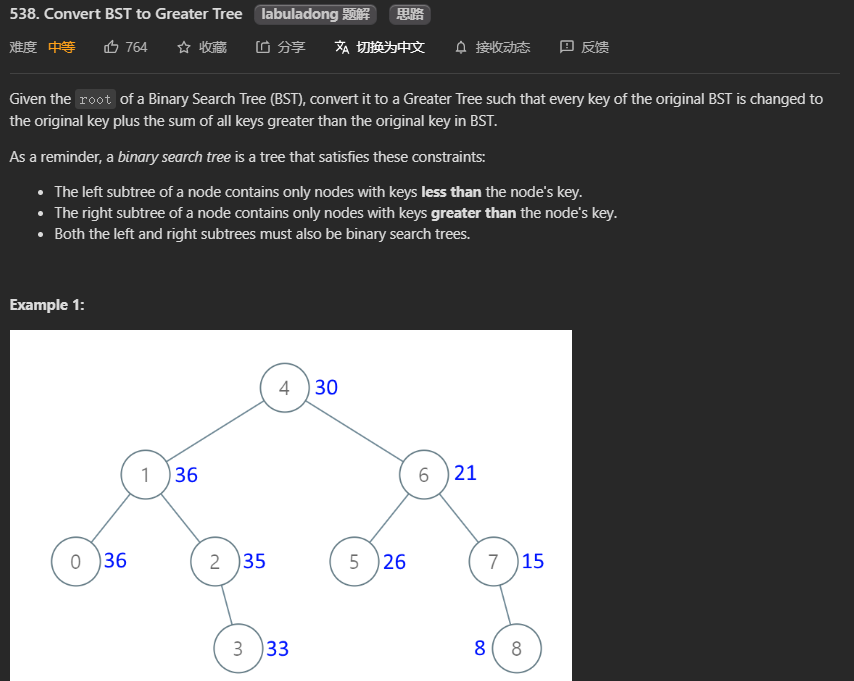 538. Convert BST to Greater Tree labuladong 题解 思路
难度 中等 764 收藏 分享 切换为中文 接收动态 反馈
Given the root of a Binary Search Tree (BST), convert it to a Greater Tree such that every key of the original BST is changed to
the original key plus the sum of all keys greater than the original key in BST.
As a reminder, a binary search tree is a tree that satisfies these constraints:
• The left subtree of a node contains only nodes with keys less than the node's key.
• The right subtree of a node contains only nodes with keys greater than the node's key.
• Both the left and right subtrees must also be binary search trees.
Example 1:
4 30
1 36 6 21
0 36 2 35 5 26 7 15
3 33 8 8